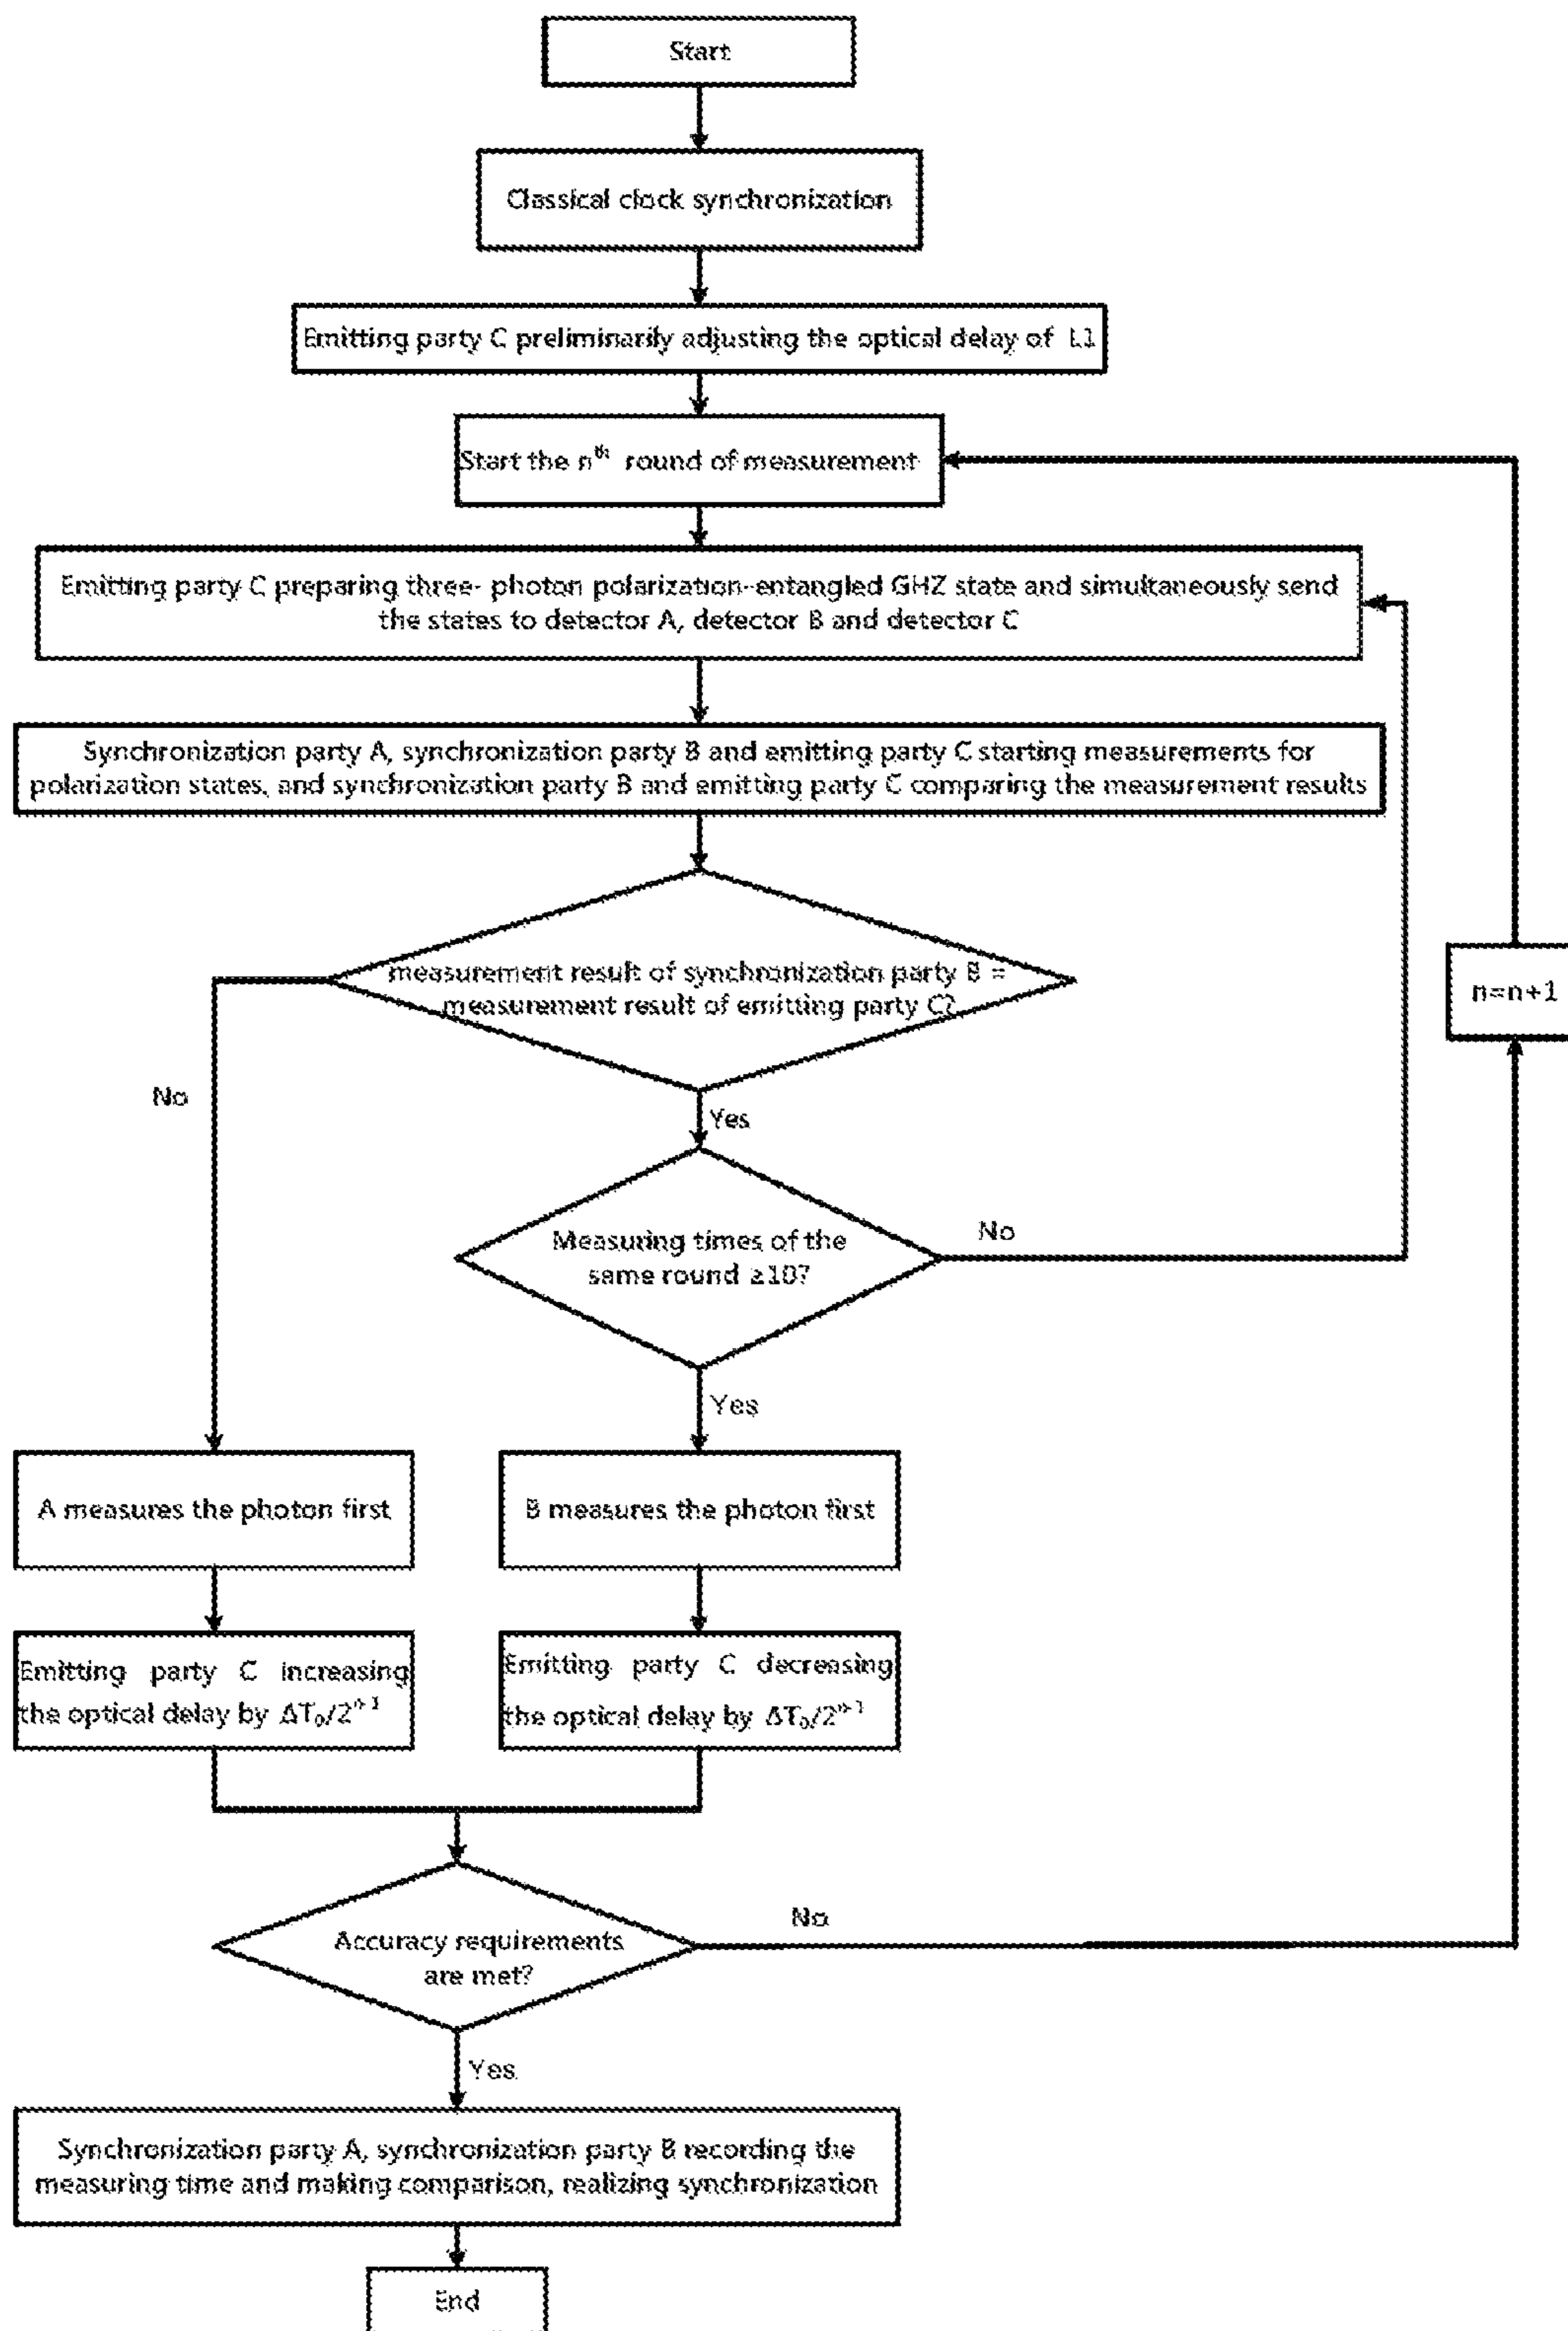 Start
Classical clock synchronization
Emitting party C preliminarily adjusting the optical delay of L1
Start the nth round of measurement
Emitting party C preparing three- photon polarization-entangled GHZ state and simultaneously send
the states to detector A, detector B and detector C
Synchronization party A, synchronization party B and emitting party C starting measurements for
polarization states, and synchronization party B and emitting party C comparing the measurement results
measurement result of synchronization party B =
measurement result of emitting party C?
n=n+1
No
Yes
Measuring times of the
same round ≥10?
No
Yes
A measures the photon first
B measures the photon first
Emitting party C increasing
the optical delay by ΔT₀/2ⁿ⁻¹
Emitting party C decreasing
the optical delay by ΔT₀/2ⁿ⁻¹
Accuracy requirements
are met?
No
Yes
Synchronization party A, synchronization party B recording the
measuring time and making comparison, realizing synchronization
End